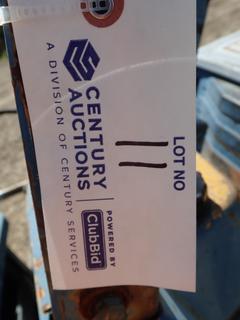 CENTURY
AUCTIONS
A DIVISION OF CENTURY SERVICES
POWERED BY
ClubBid
LOT NO
11